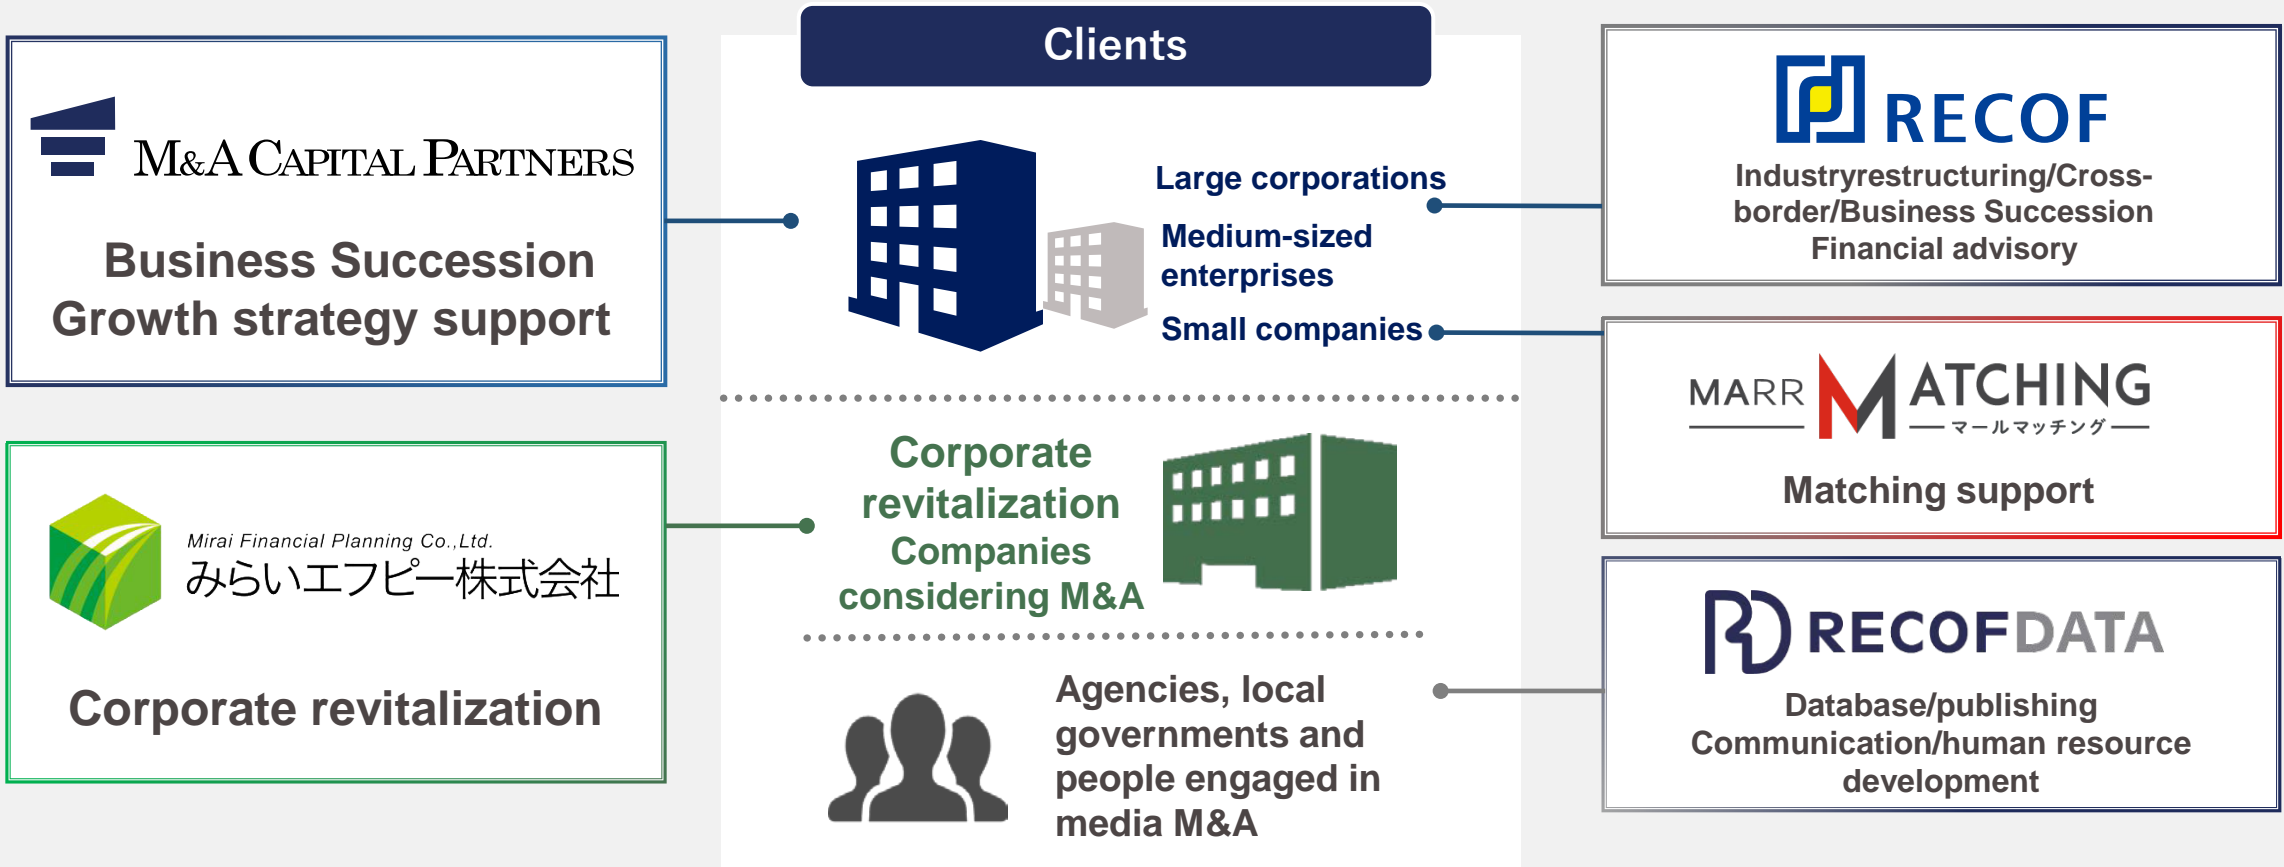 M&A CAPITAL PARTNERS
Business Succession
Growth strategy support
Mirai Financial Planning Co.,Ltd.
みらいエフピー株式会社
Corporate revitalization
Clients
Large corporations
Medium-sized
enterprises
Small companies
Corporate
revitalization
Companies
considering M&A
Agencies, local
governments and
people engaged in
media M&A
RECOF
Industryrestructuring/Cross-
border/Business Succession
Financial advisory
MARR MATCHING
マールマッチング
Matching support
RECOFDATA
Database/publishing
Communication/human resource
development